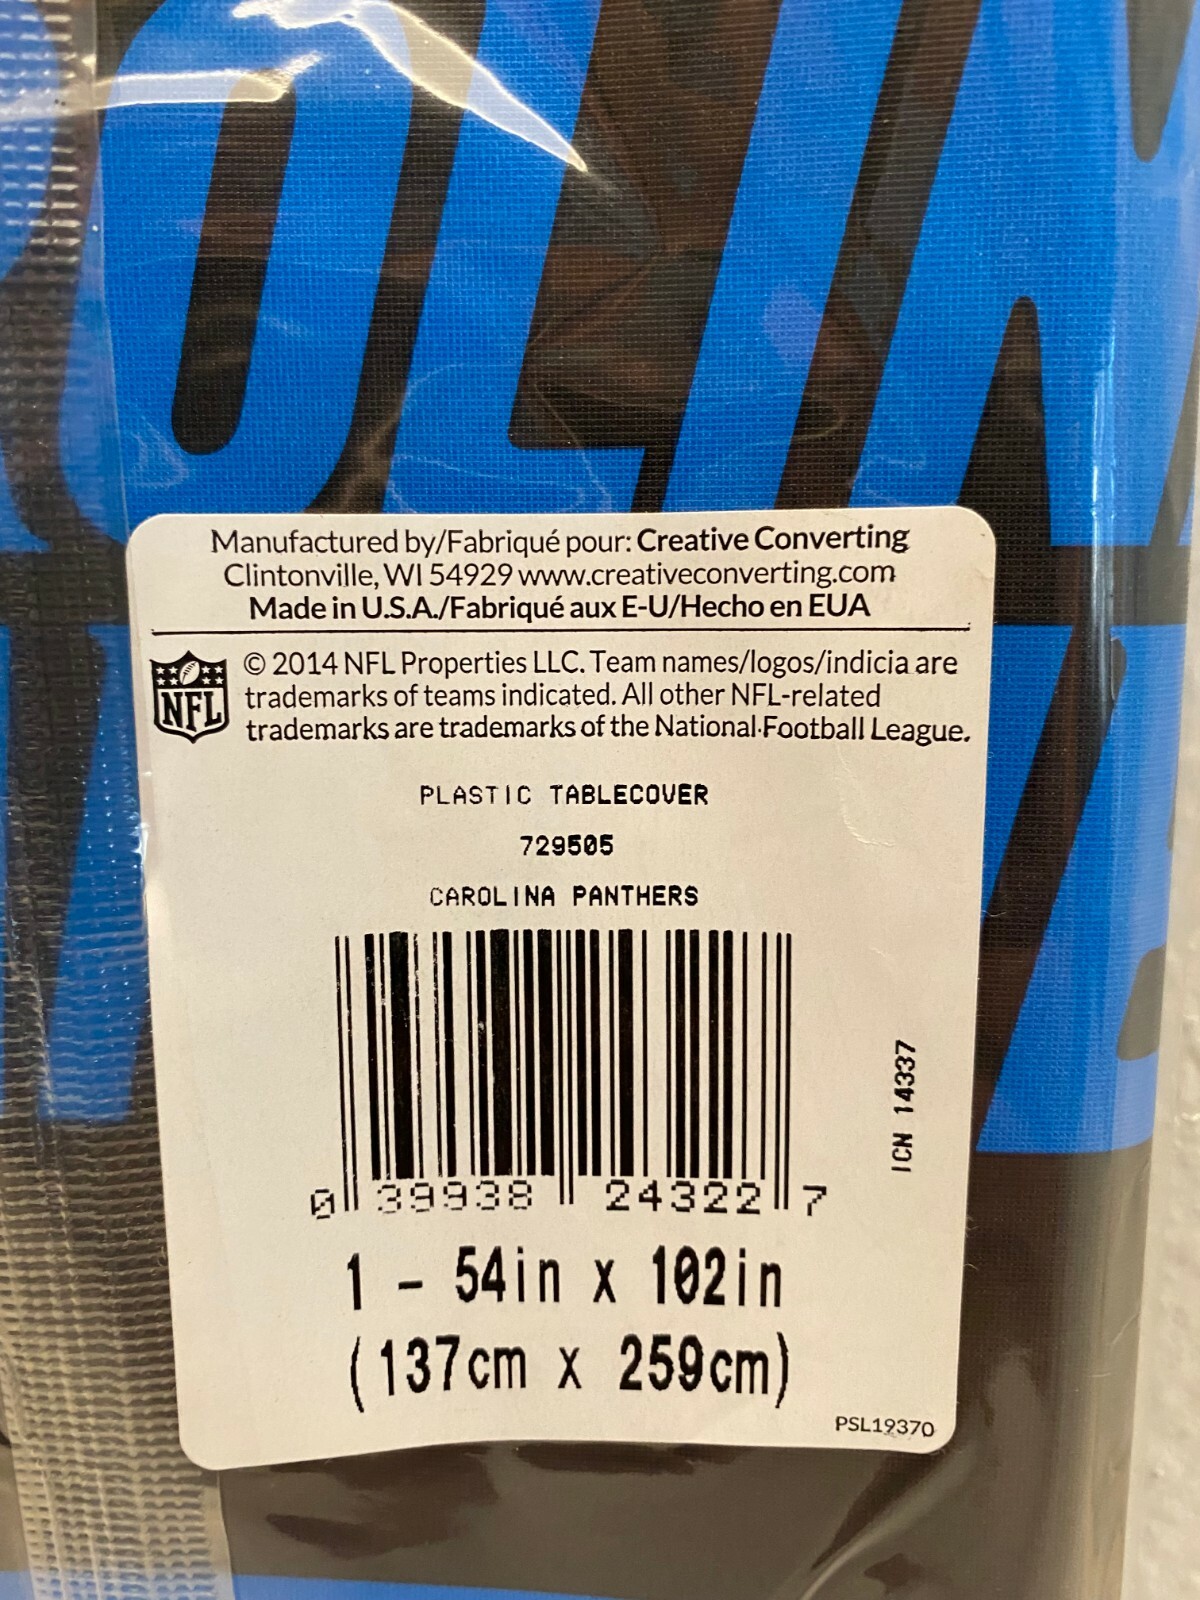 OLIN
Manufactured by/Fabriqué pour: Creative Converting
Clintonville, WI 54929 www.creativeconverting.com
Made in U.S.A./Fabriqué aux E-U/Hecho en EUA
NFL
© 2014 NFL Properties LLC. Team names/logos/indicia are
trademarks of teams indicated. All other NFL-related
trademarks are trademarks of the National Football League.
PLASTIC TABLECOVER
729505
CAROLINA PANTHERS
0 39938 24322 7
ICN 14337
1 - 54in x 102in
(137cm x 259cm)
PSL19370